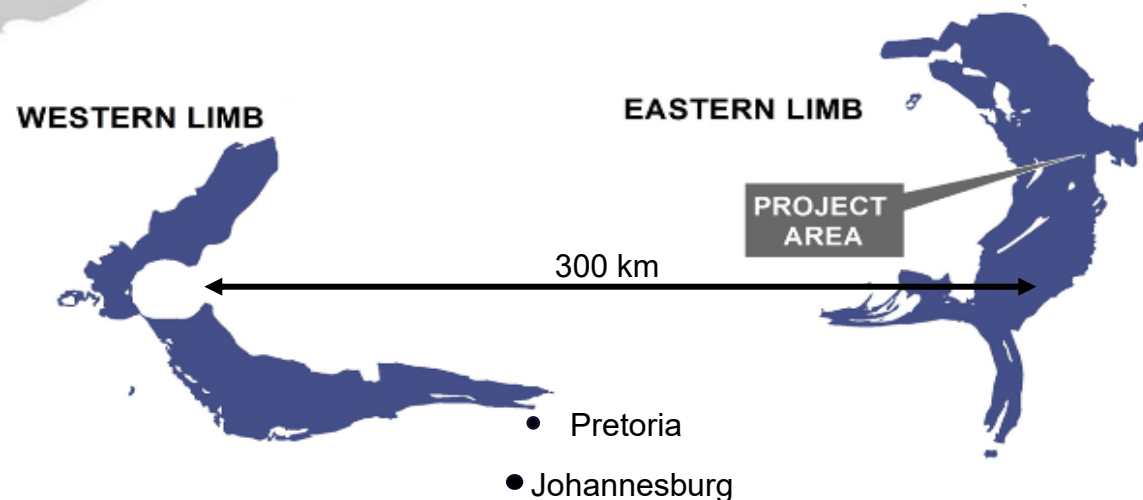 WESTERN LIMB
EASTERN LIMB
PROJECT
AREA
300 km
Pretoria
Johannesburg